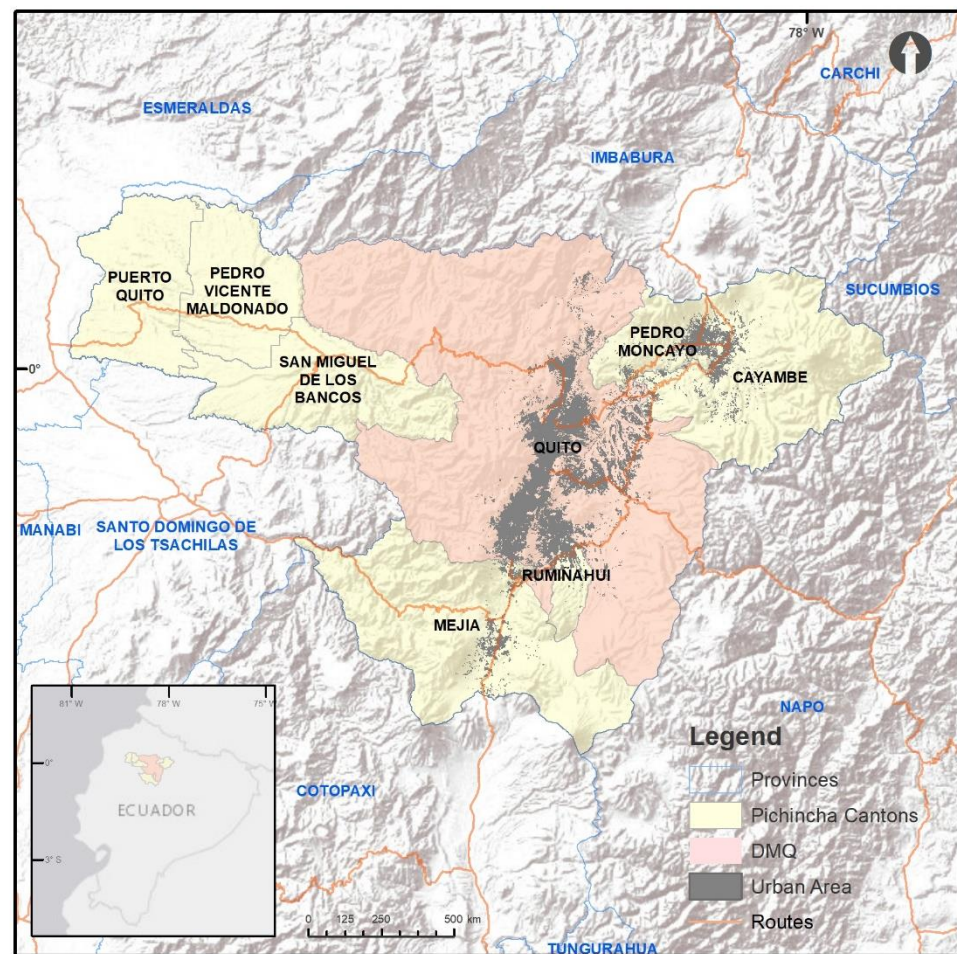 78° W
CARCHI
ESMERALDAS
IMBABURA
PUERTO
QUITO
PEDRO
VICENTE
MALDONADO
SUCUMBIOS
PEDRO
MONCAYO
SAN MIGUEL
DE LOS
BANCOS
0°
CAYAMBE
QUITO
MANABI
SANTO DOMINGO DE
LOS TSACHILAS
RUMIÑAHUI
MEJIA
81° W
78° W
75° W
0°
ECUADOR
3° S
NAPO
COTOPAXI
Legend
Provinces
Pichincha Cantons
DMQ
Urban Area
Routes
0 125 250 500 km
TUNGURAHUA